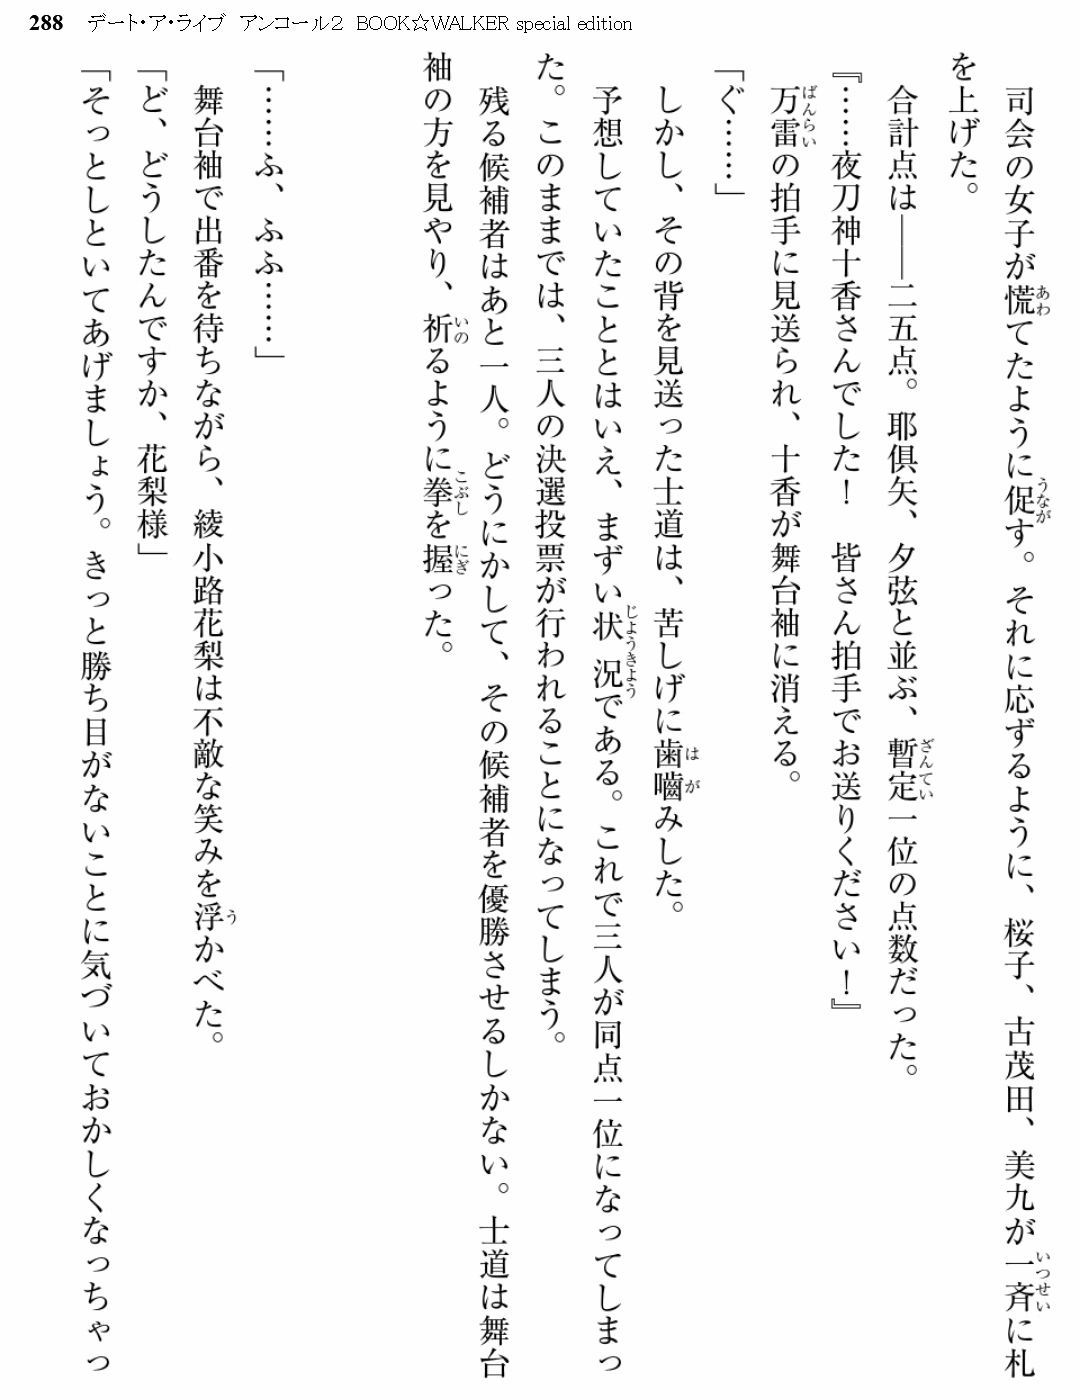 288 デート・ア・ライブ アンコール2 BOOK☆WALKER special edition
　司会の女子が慌てたように促す。それに応ずるように、桜子、古茂田、美九が一斉に札
を上げた。
　合計点は――二五点。耶倶矢、夕弦と並ぶ、暫定一位の点数だった。
『……夜刀神十香さんでした！　皆さん拍手でお送りください！』
　万雷の拍手に見送られ、十香が舞台袖に消える。
「ぐ……」
　しかし、その背を見送った士道は、苦しげに歯嚙みした。
　予想していたこととはいえ、まずい状況である。これで三人が同点一位になってしまっ
た。このままでは、三人の決選投票が行われることになってしまう。
　残る候補者はあと一人。どうにかして、その候補者を優勝させるしかない。士道は舞台
袖の方を見やり、祈るように拳を握った。
「……ふ、ふふ……」
　舞台袖で出番を待ちながら、綾小路花梨は不敵な笑みを浮かべた。
「ど、どうしたんですか、花梨様」
「そっとしといてあげましょう。きっと勝ち目がないことに気づいておかしくなっちゃっ